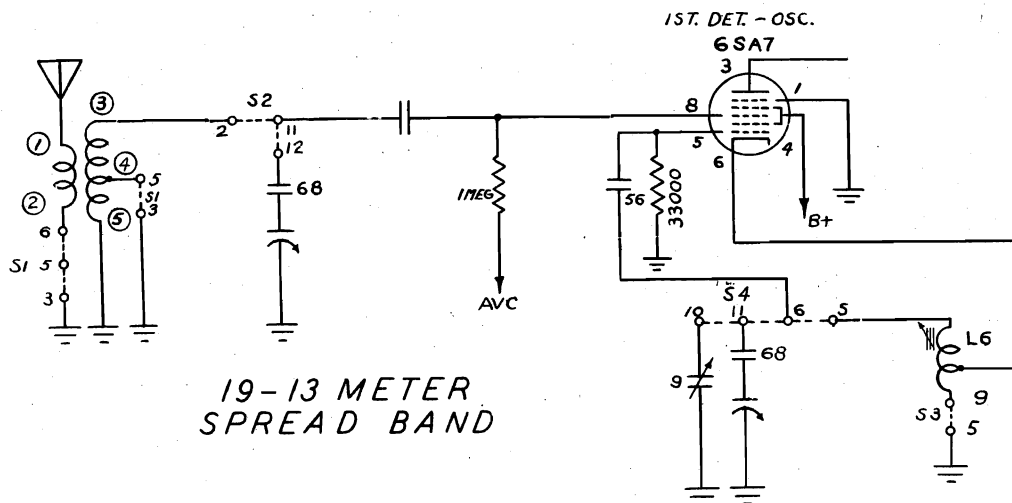 1ST. DET. - OSC.
6SA7
3
1
8
5
6
4
B+
③
S2
2
11
12
68
①
④
5
S1
3
②
⑤
6
S1
5
3
1MEG
AVC
56
33000
S4
10
11
6
5
9
68
L6
9
S3
5
19-13 METER
SPREAD BAND